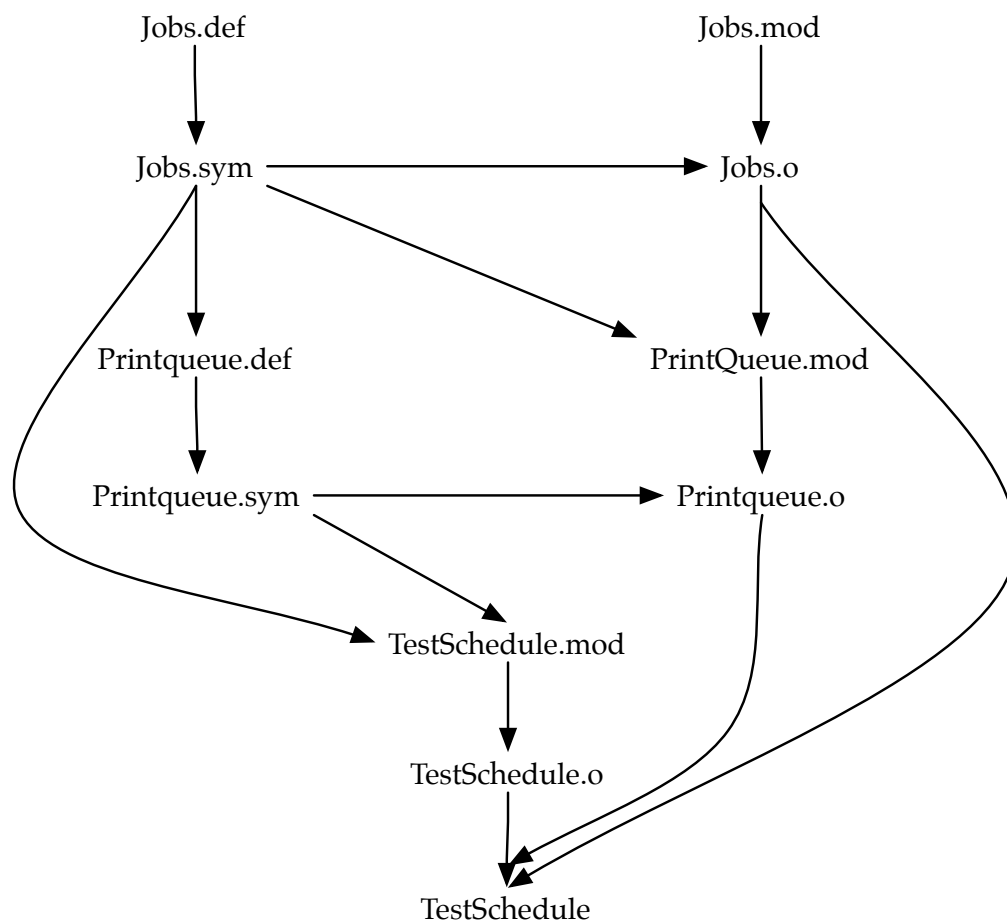 Jobs.def
Jobs.mod
Jobs.sym
Jobs.o
Printqueue.def
PrintQueue.mod
Printqueue.sym
Printqueue.o
TestSchedule.mod
TestSchedule.o
TestSchedule